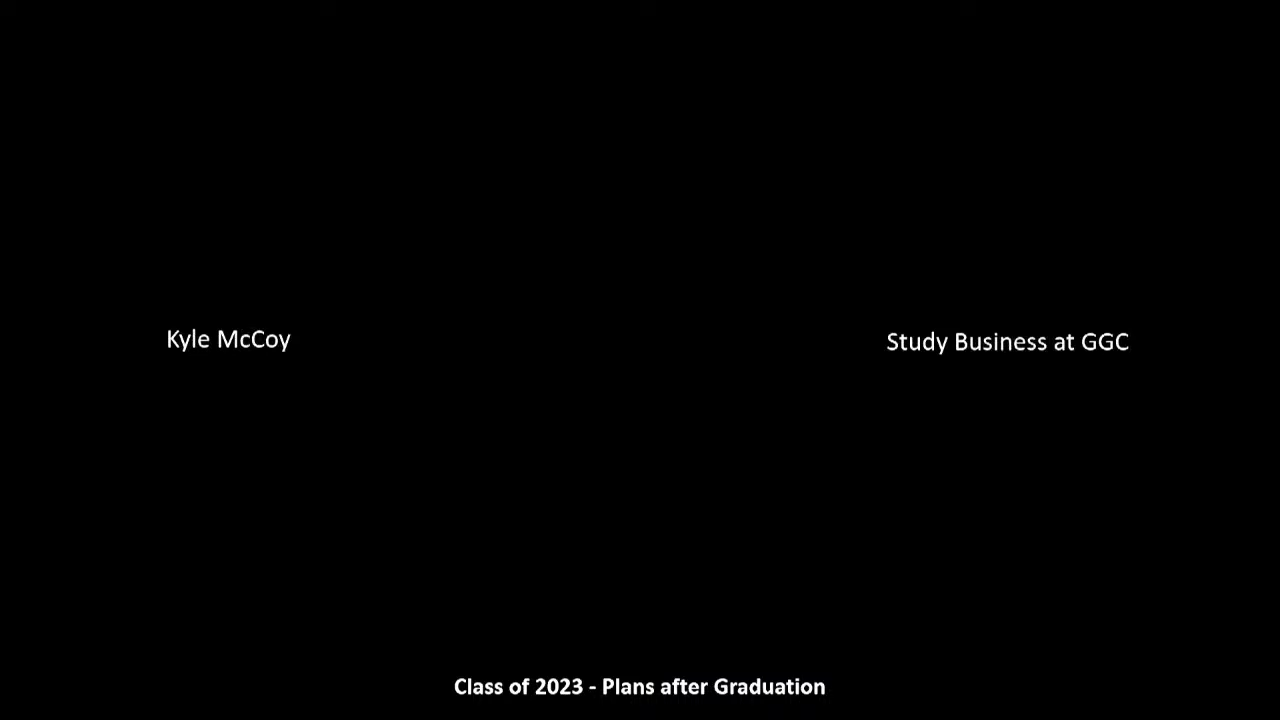 Kyle McCoy
Study Business at GGC
Class of 2023 - Plans after Graduation